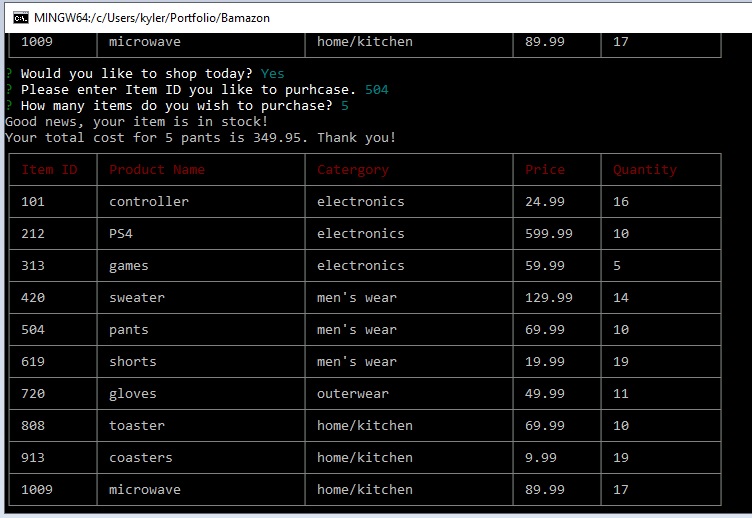 MINGW64:/c/Users/kyler/Portfolio/Bamazon
1009 microwave home/kitchen 89.99 17
? Would you like to shop today? Yes
? Please enter Item ID you like to purhcase. 504
? How many items do you wish to purchase? 5
Good news, your item is in stock!
Your total cost for 5 pants is 349.95. Thank you!
Item ID Product Name Catergory Price Quantity
101 controller electronics 24.99 16
212 PS4 electronics 599.99 10
313 games electronics 59.99 5
420 sweater men's wear 129.99 14
504 pants men's wear 69.99 10
619 shorts men's wear 19.99 19
720 gloves outerwear 49.99 11
808 toaster home/kitchen 69.99 10
913 coasters home/kitchen 9.99 19
1009 microwave home/kitchen 89.99 17